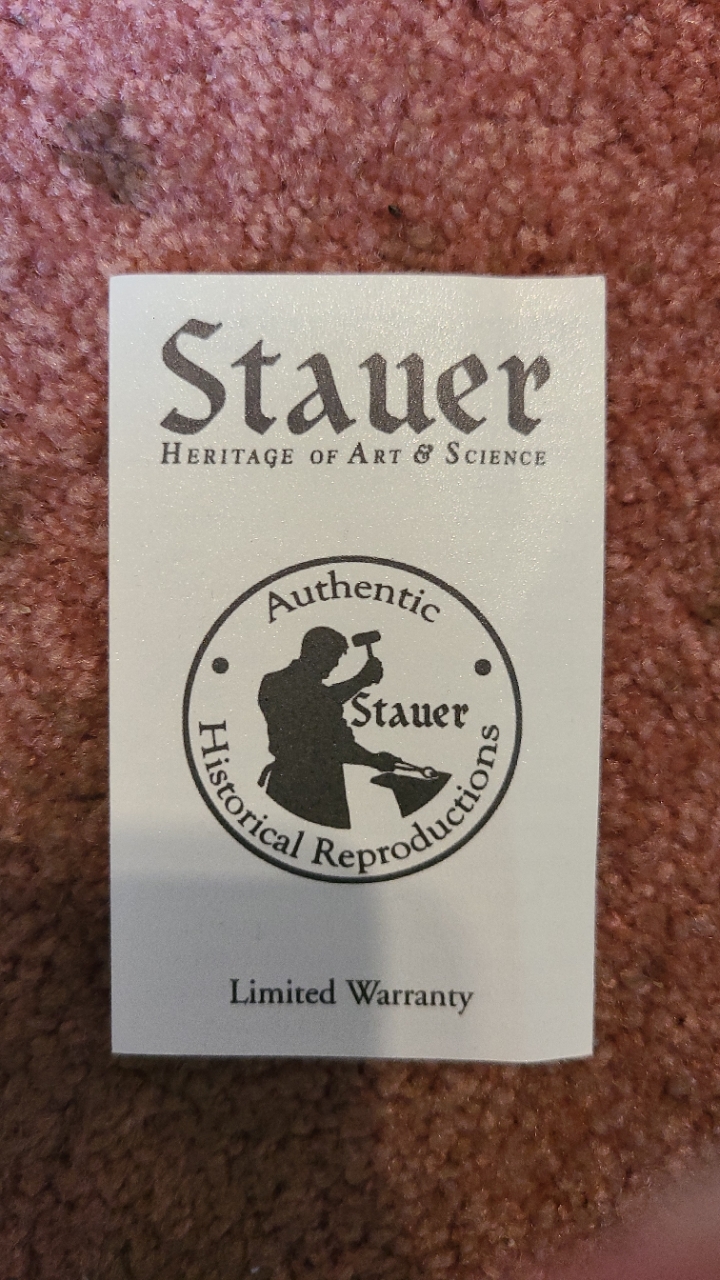 Stauer
HERITAGE OF ART & SCIENCE
Authentic
Stauer
Historical Reproductions
Limited Warranty